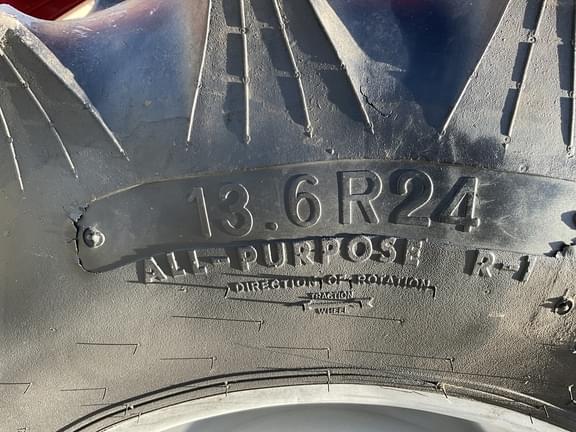 13.6R24
ALL-PURPOSE R-1
DIRECTION OF ROTATION
TRACTION
WHEEL